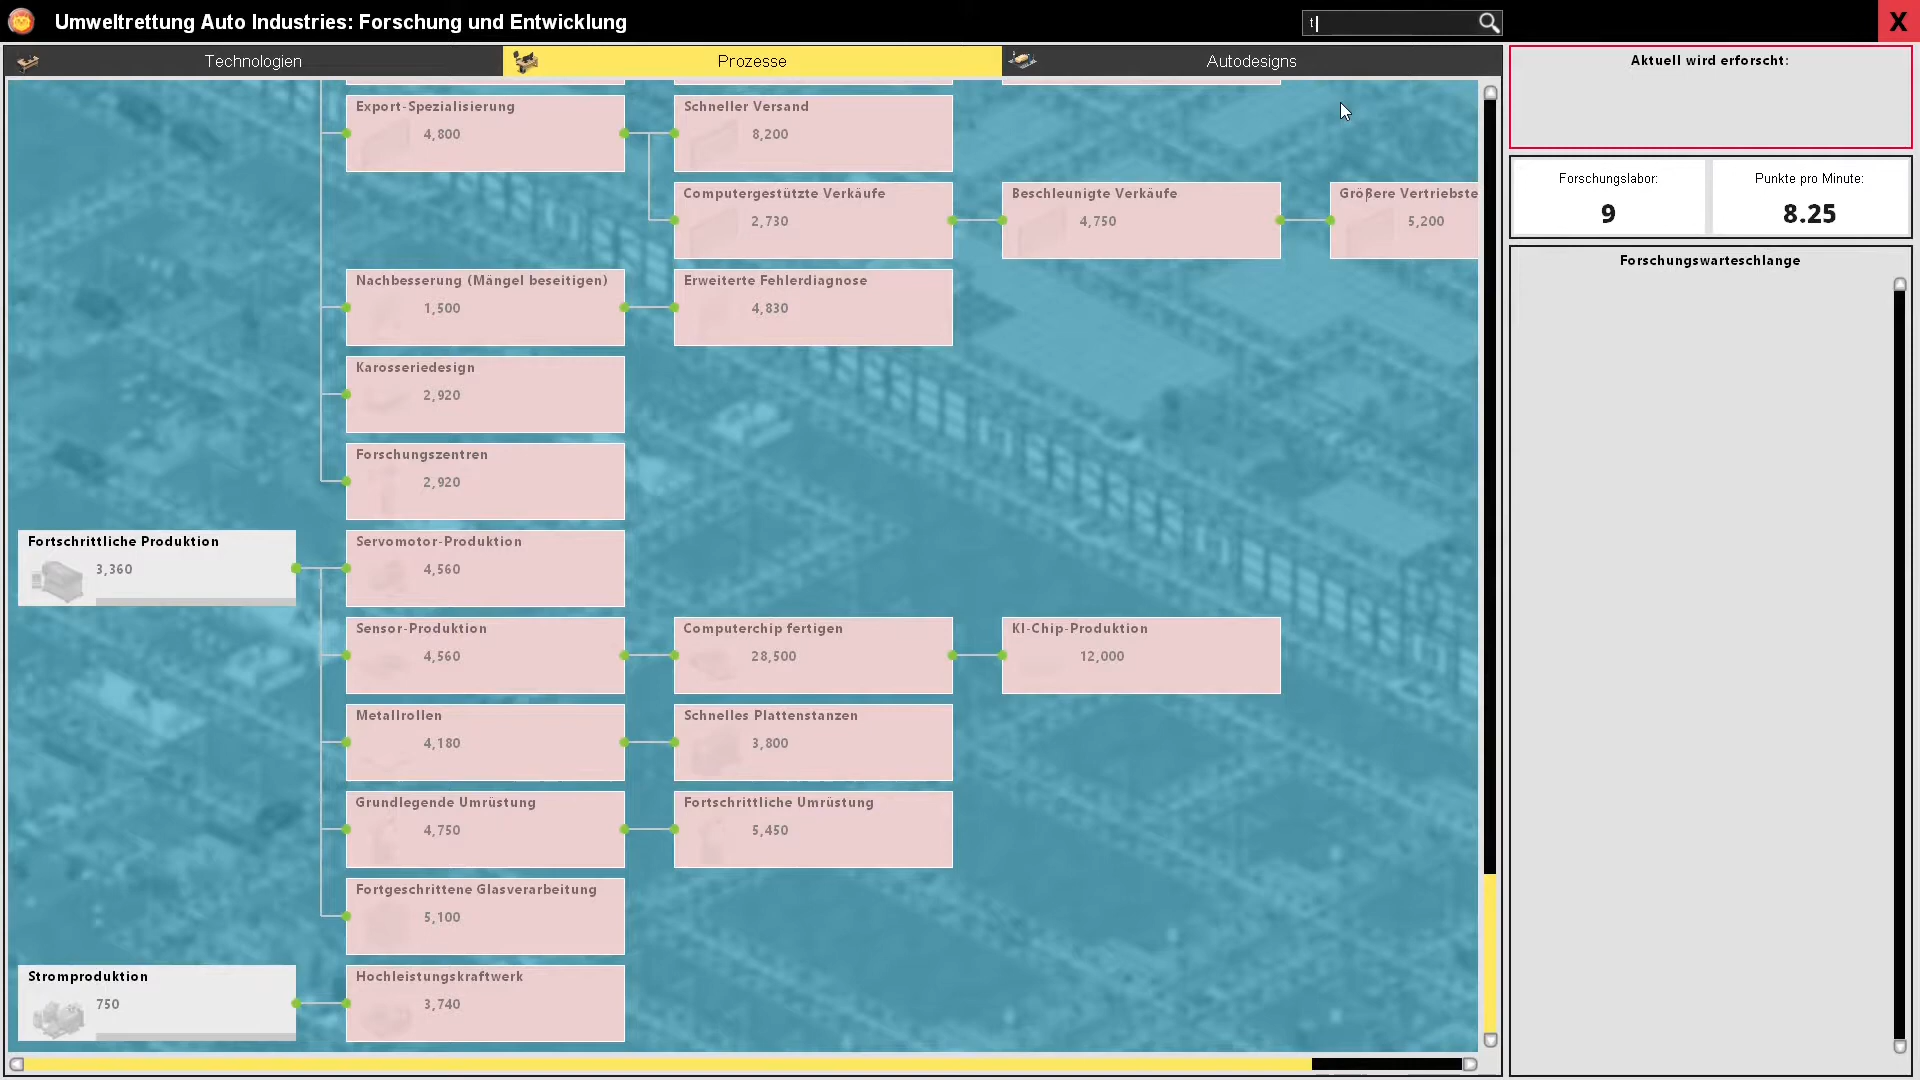 Umweltrettung Auto Industries: Forschung und Entwicklung
t
X
Technologien
Prozesse
Autodesigns
Aktuell wird erforscht:
Export-Spezialisierung
4,800
Schneller Versand
8,200
Forschungslabor:
9
Punkte pro Minute:
8.25
Computergestützte Verkäufe
2,730
Beschleunigte Verkäufe
4,750
Größere Vertriebste
5,200
Forschungswarteschlange
Nachbesserung (Mängel beseitigen)
1,500
Erweiterte Fehlerdiagnose
4,830
Karosseriedesign
2,920
Forschungszentren
2,920
Fortschrittliche Produktion
3,360
Servomotor-Produktion
4,560
Sensor-Produktion
4,560
Computerchip fertigen
28,500
KI-Chip-Produktion
12,000
Metallrollen
4,180
Schnelles Plattenstanzen
3,800
Grundlegende Umrüstung
4,750
Fortschrittliche Umrüstung
5,450
Fortgeschrittene Glasverarbeitung
5,100
Stromproduktion
750
Hochleistungskraftwerk
3,740